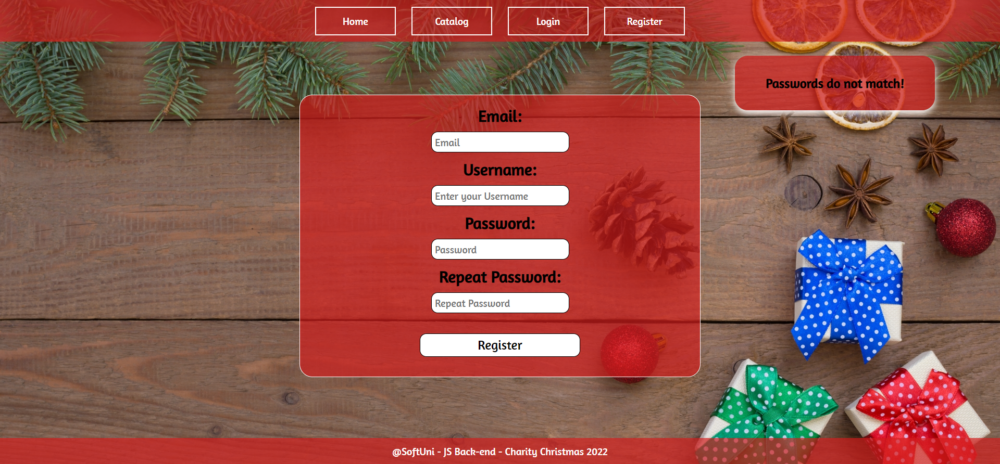 Home
Catalog
Login
Register
Passwords do not match!
Email:
Email
Username:
Enter your Username
Password:
Password
Repeat Password:
Repeat Password
Register
@SoftUni - JS Back-end - Charity Christmas 2022